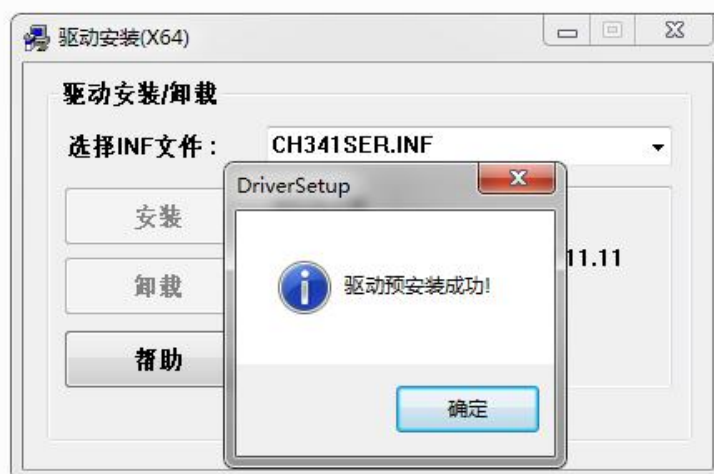 驱动安装(X64)
驱动安装/卸载
选择INF文件：
CH341SER.INF
DriverSetup
安装
11.11
卸载
驱动预安装成功!
帮助
确定